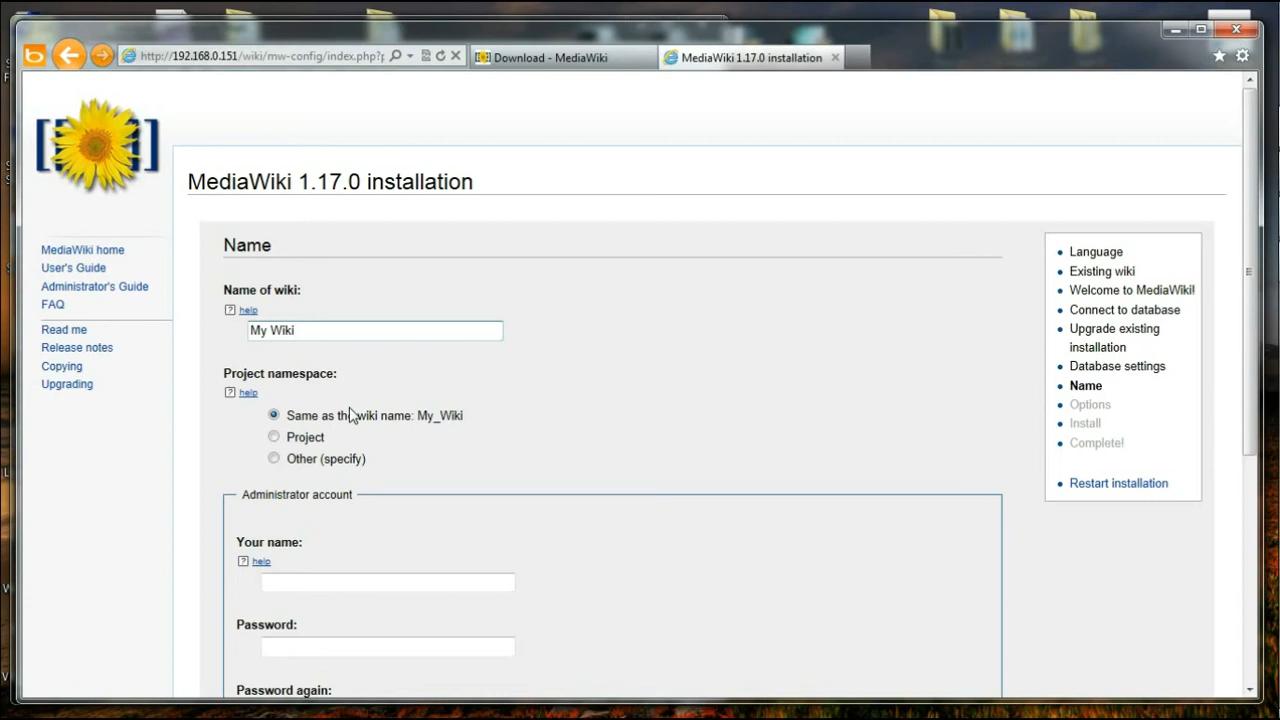 http://192.168.0.151/wiki/mw-config/index.php?p
Download - MediaWiki
MediaWiki 1.17.0 installation
MediaWiki 1.17.0 installation
MediaWiki home
User's Guide
Administrator's Guide
FAQ
Read me
Release notes
Copying
Upgrading
Name
Name of wiki:
? help
My Wiki
Project namespace:
? help
Same as the wiki name: My_Wiki
Project
Other (specify)
Administrator account
Your name:
? help
Password:
Password again:
Language
Existing wiki
Welcome to MediaWiki!
Connect to database
Upgrade existing
installation
Database settings
Name
Options
Install
Complete!
Restart installation